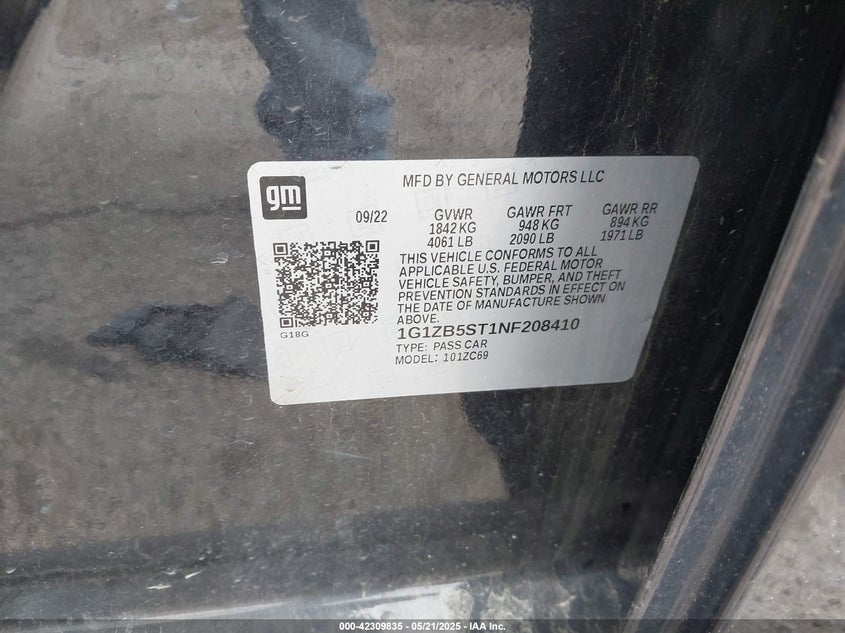 gm
MFD BY GENERAL MOTORS LLC
09/22 GVWR GAWR FRT GAWR RR
1842 KG 948 KG 894 KG
4061 LB 2090 LB 1971 LB
THIS VEHICLE CONFORMS TO ALL
APPLICABLE U.S. FEDERAL MOTOR
VEHICLE SAFETY, BUMPER, AND THEFT
PREVENTION STANDARDS IN EFFECT ON
THE DATE OF MANUFACTURE SHOWN
ABOVE.
G18G
1G1ZB5ST1NF208410
TYPE: PASS CAR
MODEL: 101ZC69
000-42309835 - 05/21/2025 - IAA Inc.